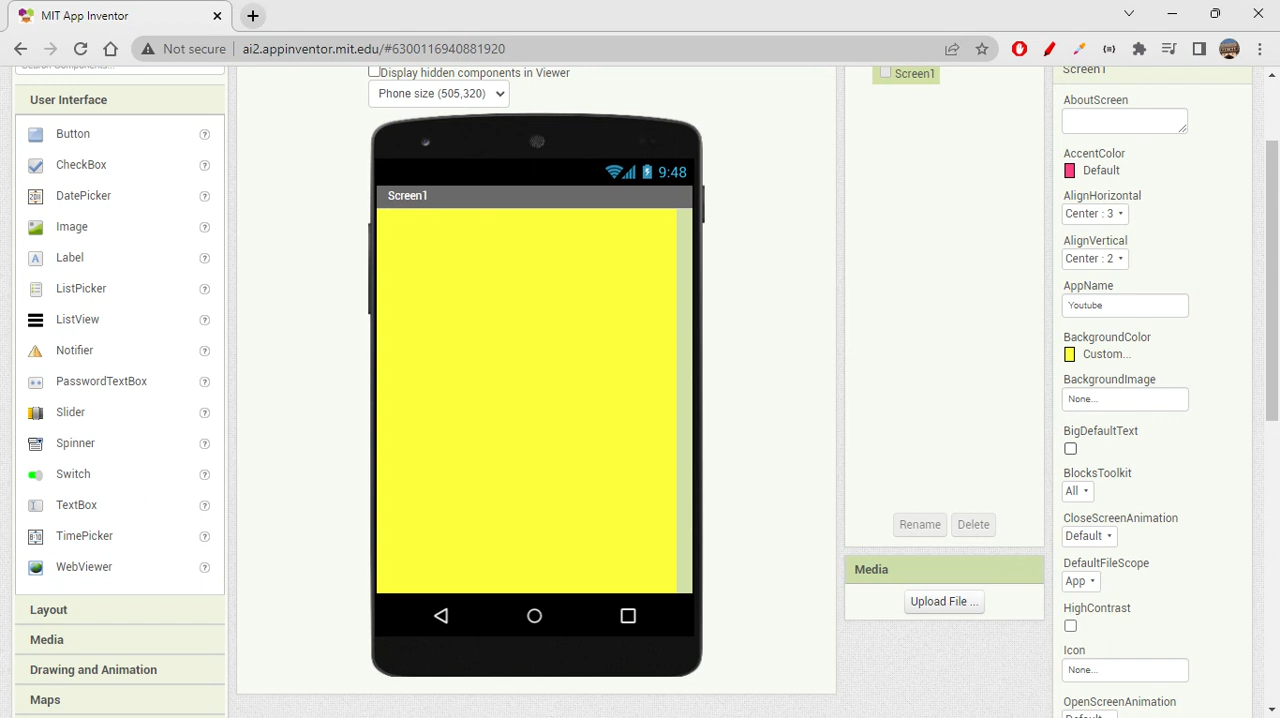 MIT App Inventor
Not secure
ai2.appinventor.mit.edu/#6300116940881920
Search Components...
User Interface
Button
CheckBox
DatePicker
Image
Label
ListPicker
ListView
Notifier
PasswordTextBox
Slider
Spinner
Switch
TextBox
TimePicker
WebViewer
Layout
Media
Drawing and Animation
Maps
Display hidden components in Viewer
Phone size (505,320)
9:48
Screen1
Screen1
Rename
Delete
Media
Upload File ...
Screen1
AboutScreen
AccentColor
Default
AlignHorizontal
Center : 3
AlignVertical
Center : 2
AppName
Youtube
BackgroundColor
Custom...
BackgroundImage
None...
BigDefaultText
BlocksToolkit
All
CloseScreenAnimation
Default
DefaultFileScope
App
HighContrast
Icon
None...
OpenScreenAnimation
Default